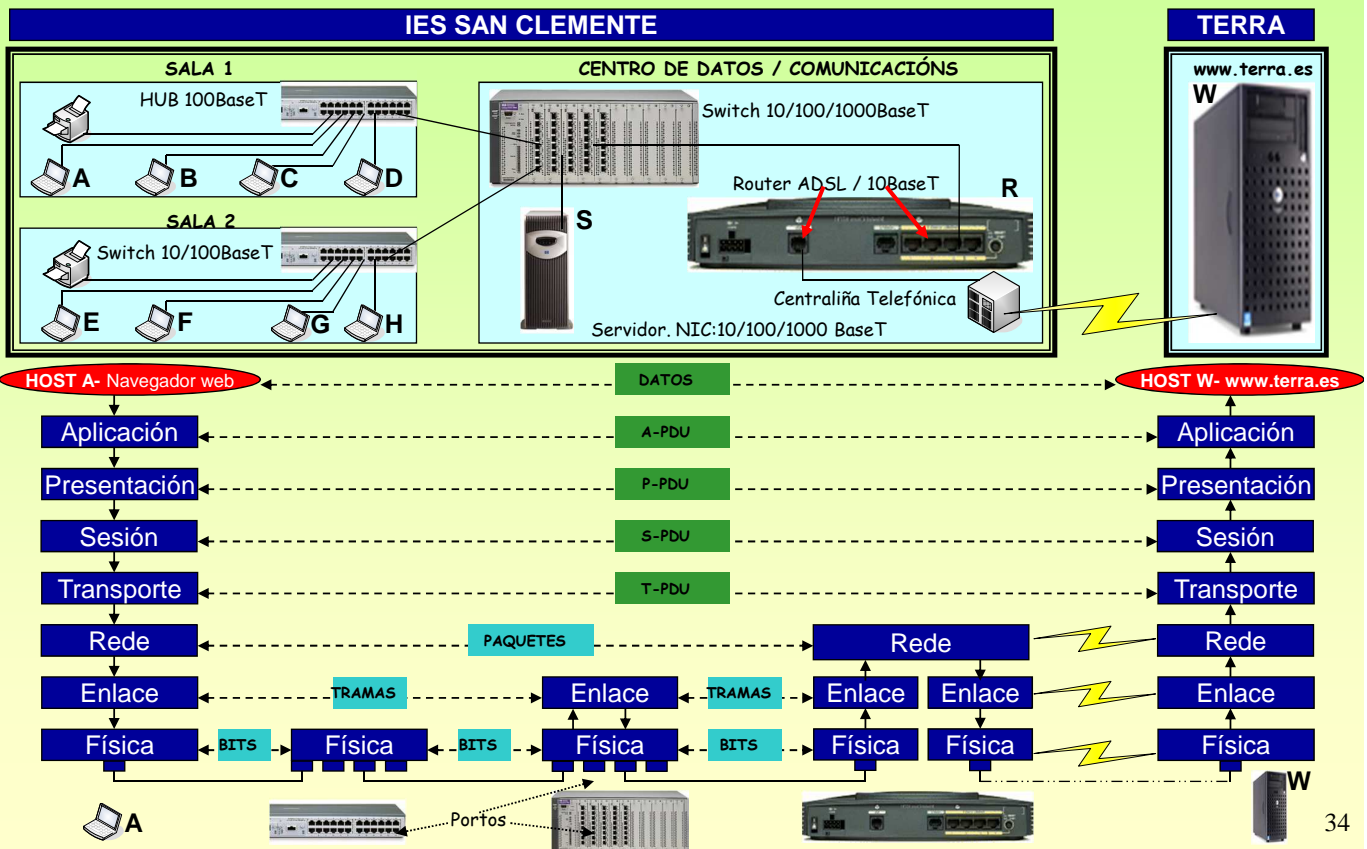 IES SAN CLEMENTE
TERRA
SALA 1
HUB 100BaseT
A
B
C
D
SALA 2
Switch 10/100BaseT
E
F
G
H
CENTRO DE DATOS / COMUNICACIÓNS
Switch 10/100/1000BaseT
S
Router ADSL / 10BaseT
R
Centraliña Telefónica
Servidor. NIC:10/100/1000 BaseT
www.terra.es
W
HOST A- Navegador web
DATOS
HOST W- www.terra.es
Aplicación
A-PDU
Aplicación
Presentación
P-PDU
Presentación
Sesión
S-PDU
Sesión
Transporte
T-PDU
Transporte
Rede
PAQUETES
Rede
Rede
Enlace
TRAMAS
Enlace
TRAMAS
Enlace
Enlace
Enlace
Física
BITS
Física
BITS
Física
BITS
Física
Física
Física
A
Portos
W
34